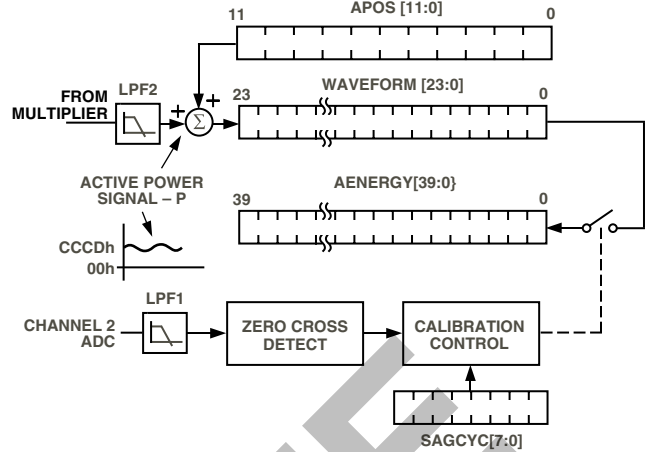 APOS [11:0]
11
0
LPF2
WAVEFORM [23:0]
FROM
MULTIPLIER
+
+
Σ
23
0
ACTIVE POWER
SIGNAL – P
AENERGY[39:0}
39
0
CCCDh
00h
LPF1
CHANNEL 2
ADC
ZERO CROSS
DETECT
CALIBRATION
CONTROL
SAGCYC[7:0]